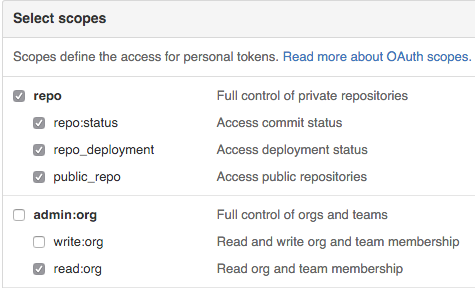 Select scopes
Scopes define the access for personal tokens. Read more about OAuth scopes.
repo Full control of private repositories
repo:status Access commit status
repo_deployment Access deployment status
public_repo Access public repositories
admin:org Full control of orgs and teams
write:org Read and write org and team membership
read:org Read org and team membership